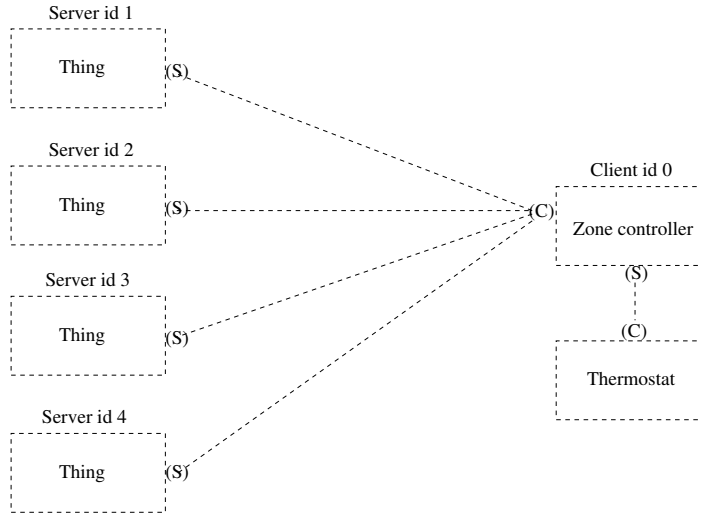 Server id 1
Thing
(S)
Server id 2
Thing
(S)
Client id 0
(C)
Zone controller
(S)
Server id 3
Thing
(S)
(C)
Thermostat
Server id 4
Thing
(S)